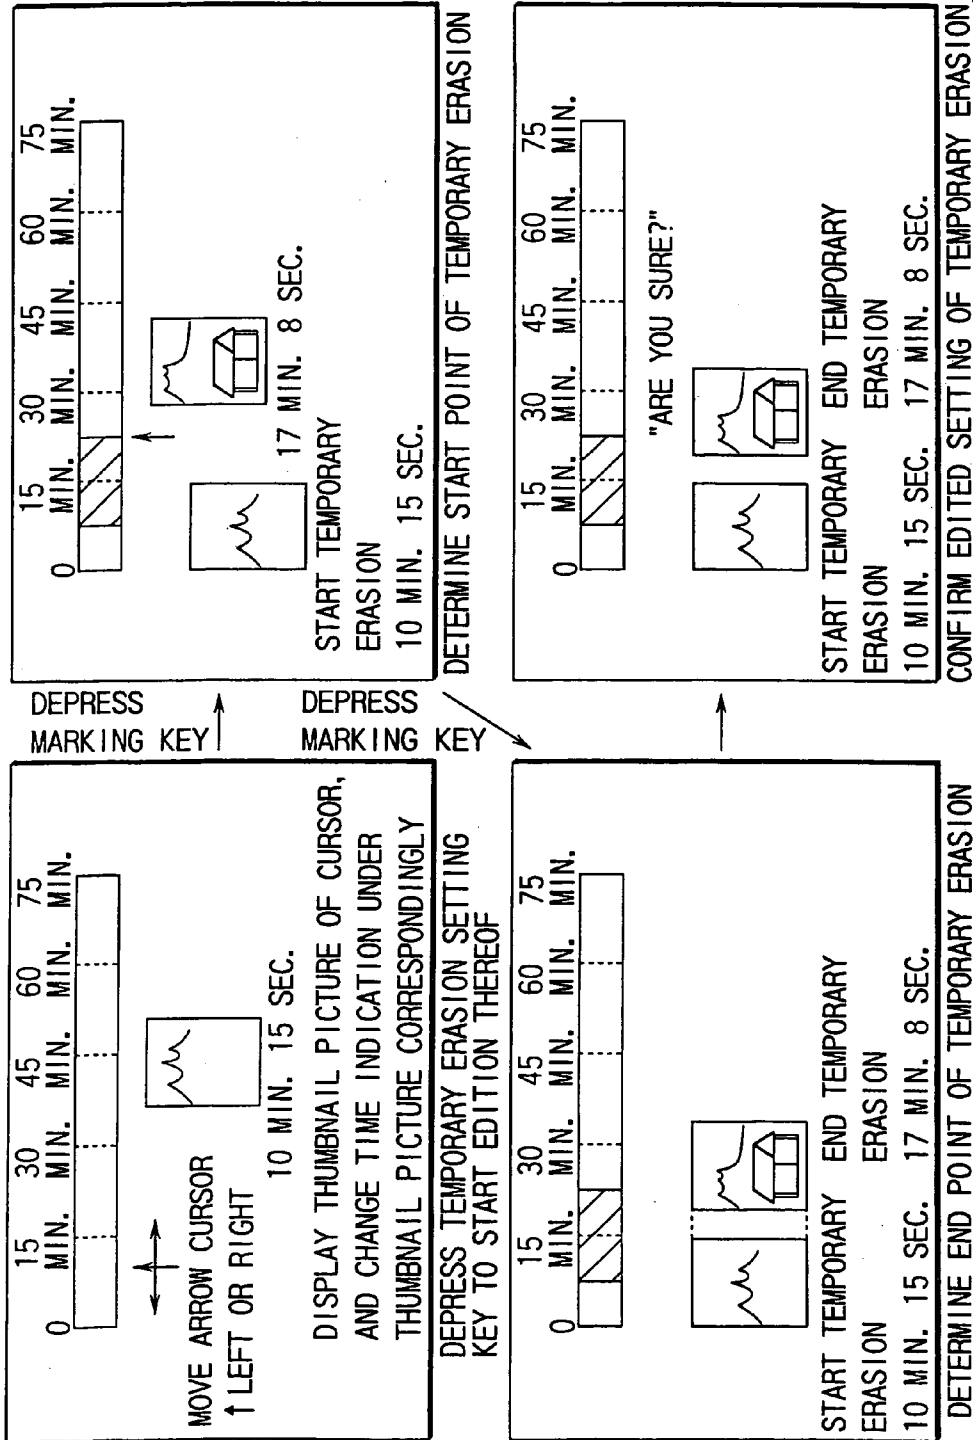 0
15 MIN.
30 MIN.
45 MIN.
60 MIN.
75 MIN.
MOVE ARROW CURSOR
↑ LEFT OR RIGHT
10 MIN. 15 SEC.
DISPLAY THUMBNAIL PICTURE OF CURSOR,
AND CHANGE TIME INDICATION UNDER
THUMBNAIL PICTURE CORRESPONDINGLY
DEPRESS TEMPORARY ERASION SETTING
KEY TO START EDITION THEREOF
DEPRESS
MARKING KEY
0
15 MIN.
30 MIN.
45 MIN.
60 MIN.
75 MIN.
17 MIN. 8 SEC.
START TEMPORARY
ERASION
10 MIN. 15 SEC.
DETERMINE START POINT OF TEMPORARY ERASION
DEPRESS
MARKING KEY
0
15 MIN.
30 MIN.
45 MIN.
60 MIN.
75 MIN.
START TEMPORARY END TEMPORARY
ERASION ERASION
10 MIN. 15 SEC. 17 MIN. 8 SEC.
DETERMINE END POINT OF TEMPORARY ERASION
0
15 MIN.
30 MIN.
45 MIN.
60 MIN.
75 MIN.
"ARE YOU SURE?"
START TEMPORARY END TEMPORARY
ERASION ERASION
10 MIN. 15 SEC. 17 MIN. 8 SEC.
CONFIRM EDITED SETTING OF TEMPORARY ERASION